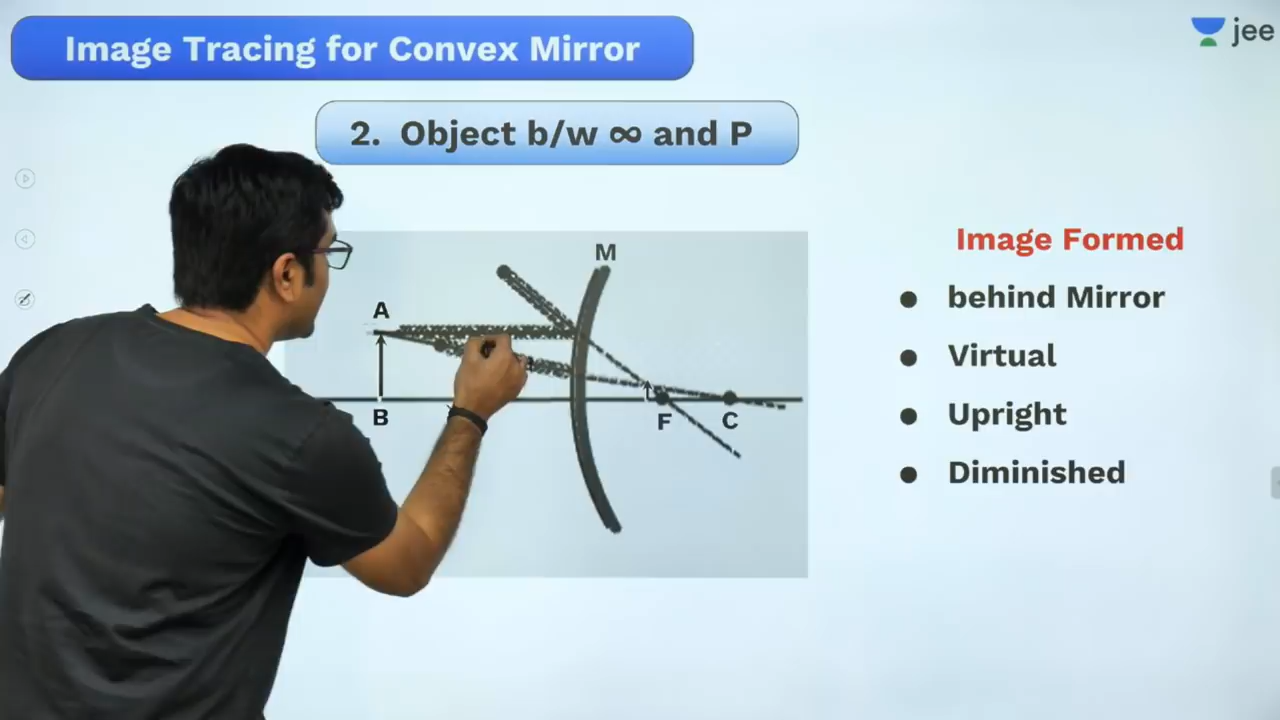 Image Tracing for Convex Mirror
jee
2. Object b/w ∞ and P
Image Formed
● behind Mirror
● Virtual
● Upright
● Diminished
M
A
B
F
C